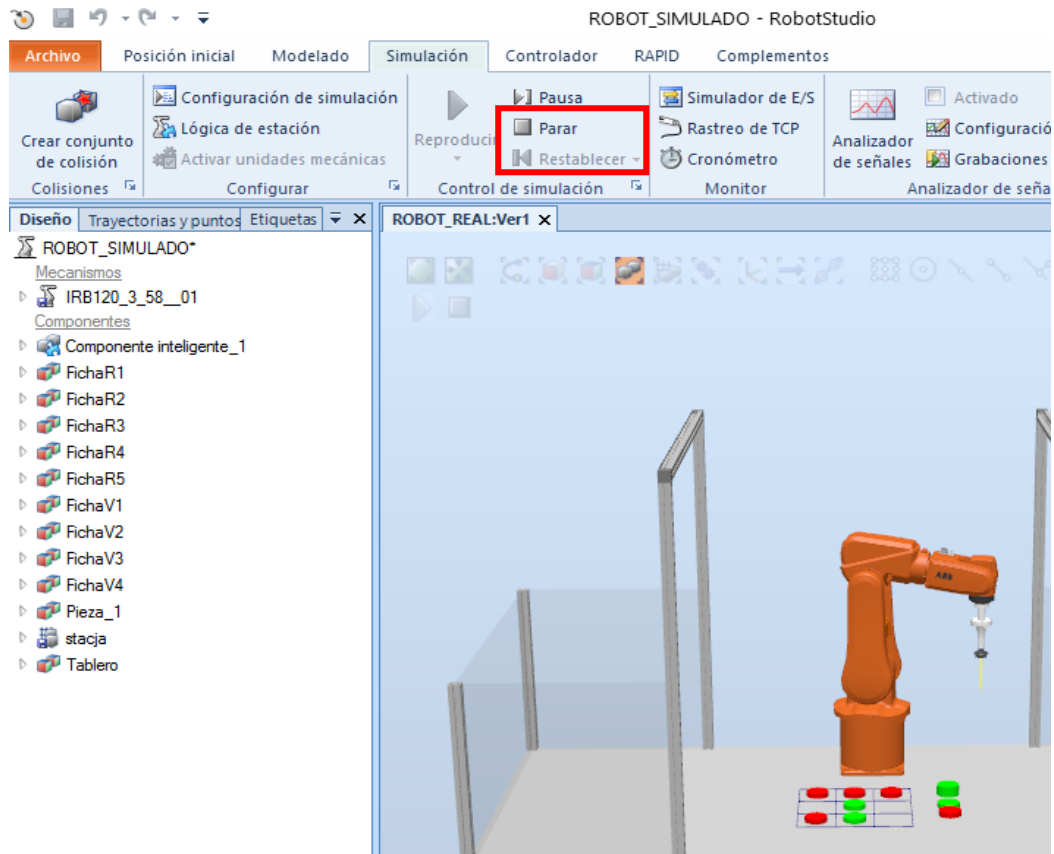 ROBOT_SIMULADO - RobotStudio
Archivo Posición inicial Modelado Simulación Controlador RAPID Complementos
Crear conjunto
de colisión
Colisiones
Configuración de simulación
Lógica de estación
Activar unidades mecánicas
Configurar
Reproduci
Pausa
Parar
Restablecer
Control de simulación
Simulador de E/S
Rastreo de TCP
Cronómetro
Monitor
Analizador
de señales
Activado
Configuració
Grabaciones
Analizador de seña
Diseño Trayectorias y puntos Etiquetas
ROBOT_SIMULADO*
Mecanismos
IRB120_3_58__01
Componentes
Componente inteligente_1
FichaR1
FichaR2
FichaR3
FichaR4
FichaR5
FichaV1
FichaV2
FichaV3
FichaV4
Pieza_1
stacja
Tablero
ROBOT_REAL:Ver1
ABB